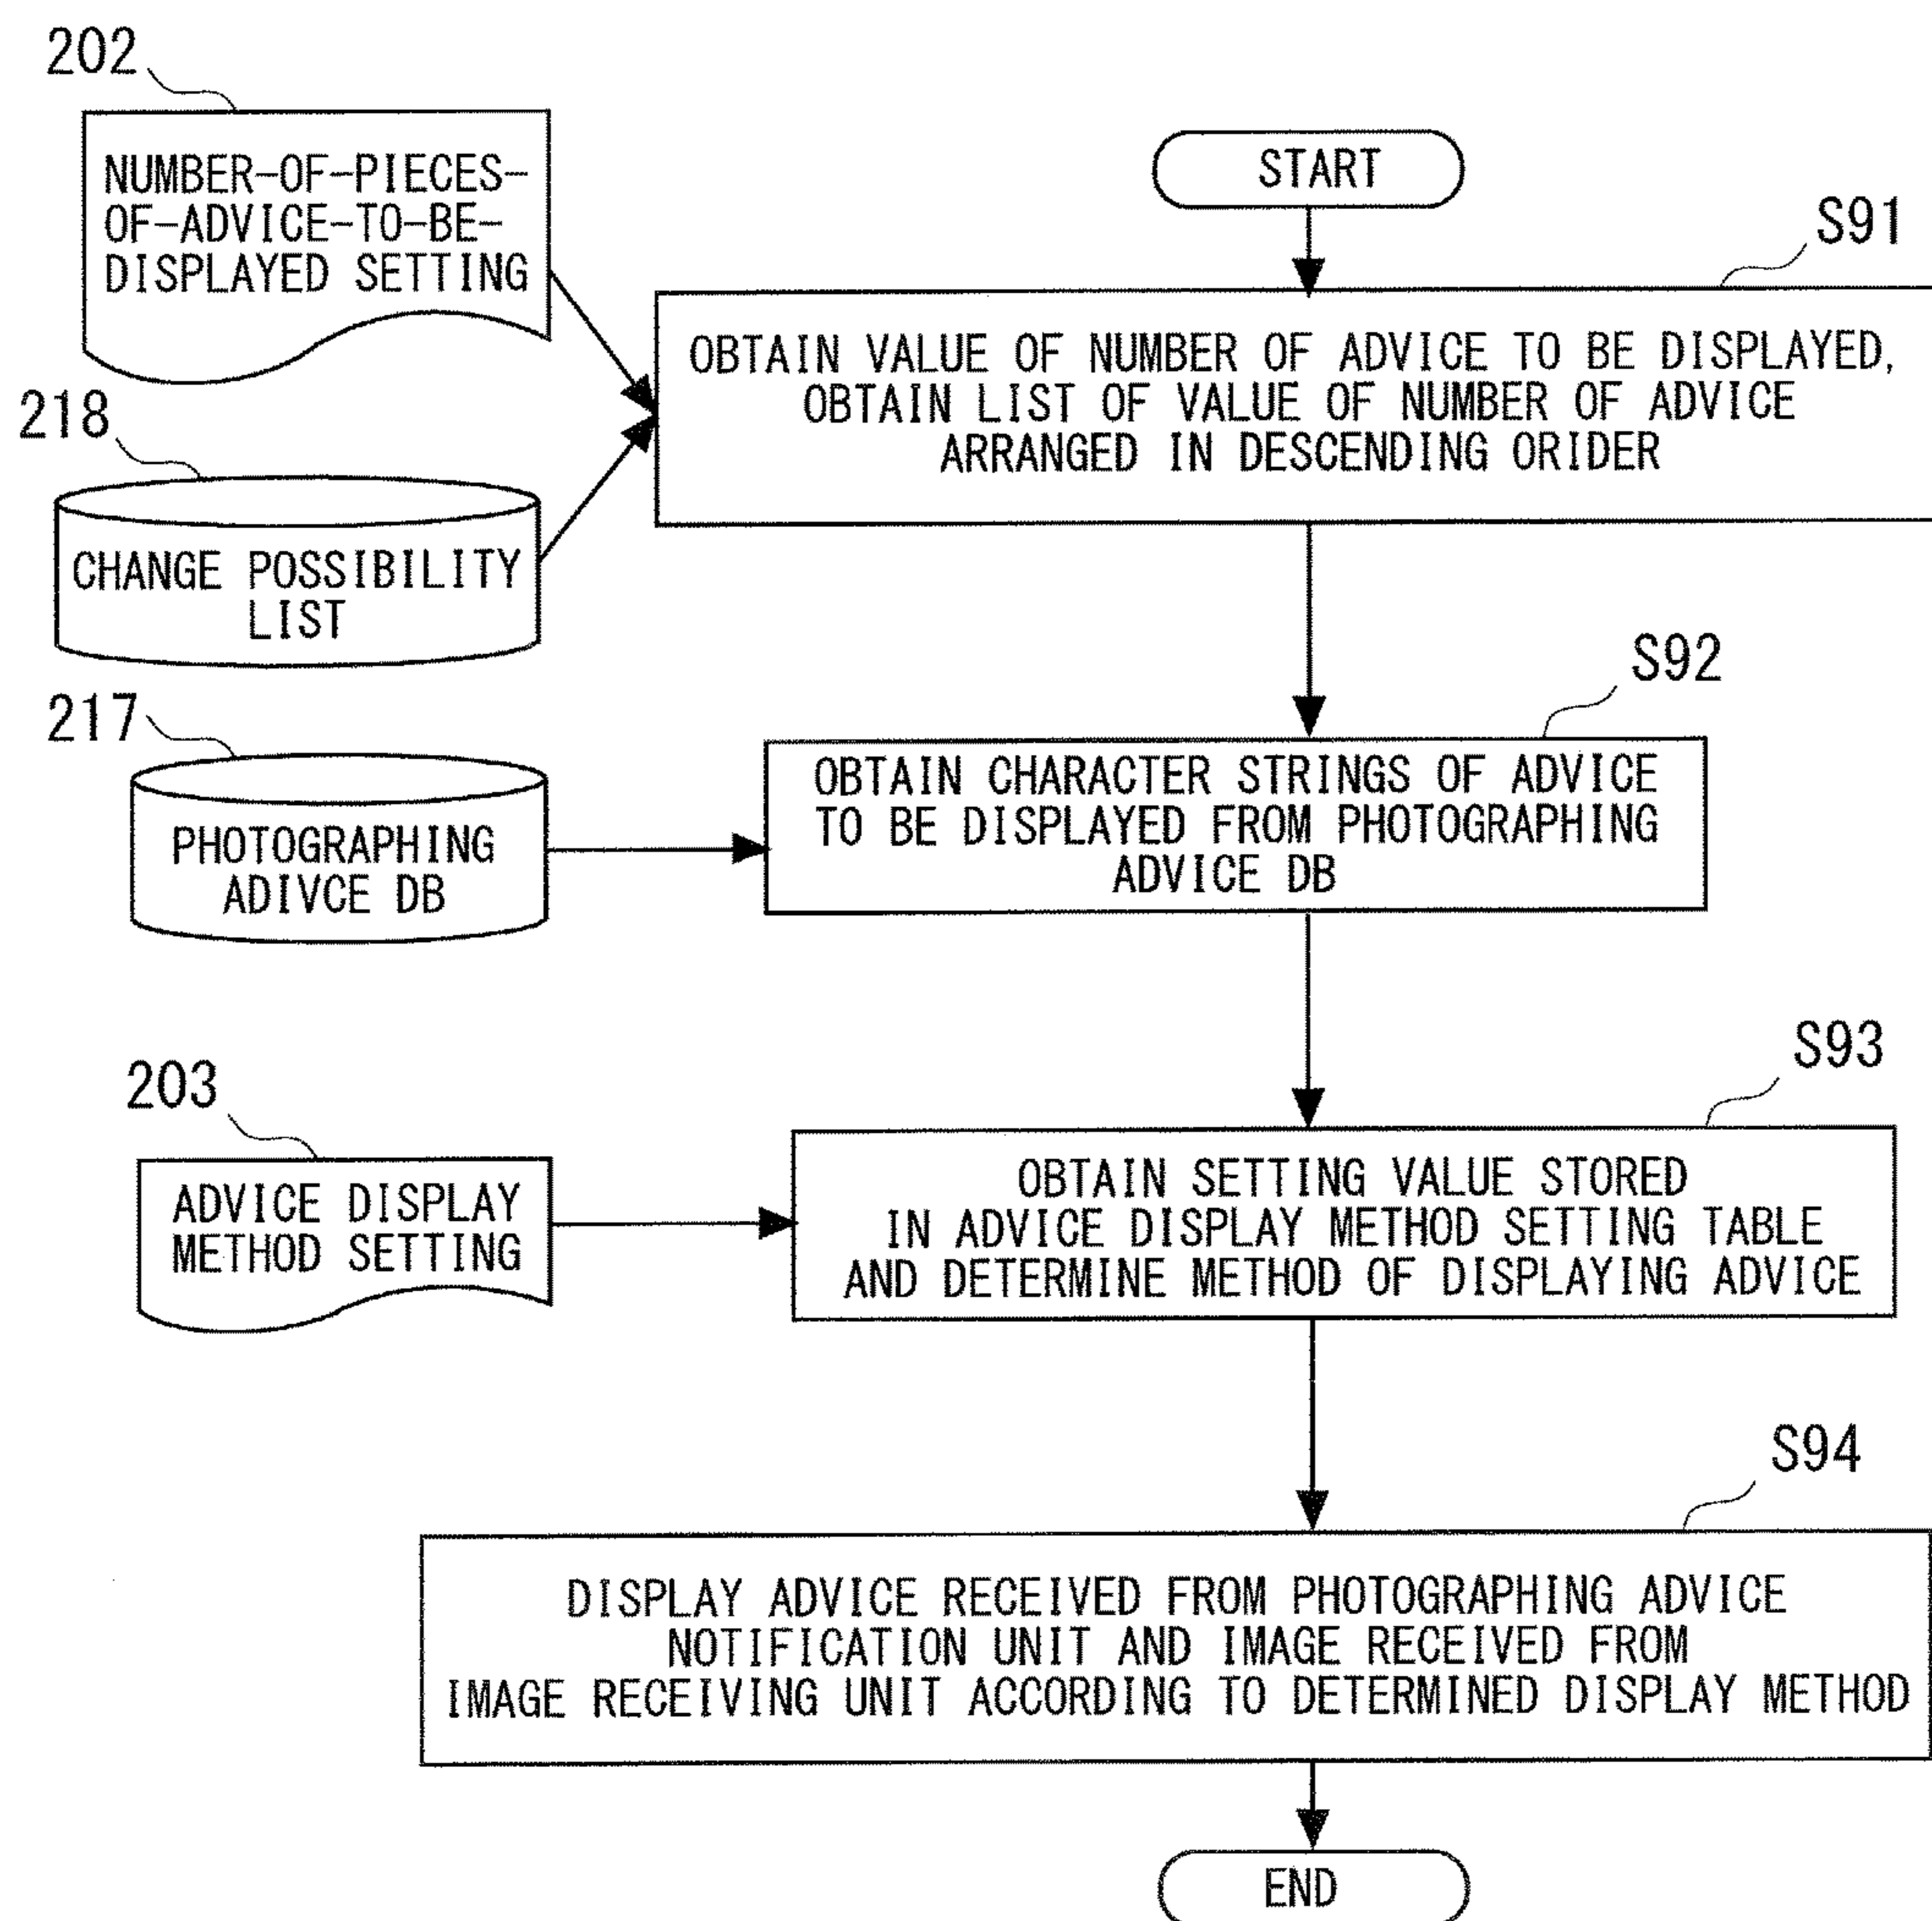 202
NUMBER-OF-PIECES-
OF-ADVICE-TO-BE-
DISPLAYED SETTING
START
S91
OBTAIN VALUE OF NUMBER OF ADVICE TO BE DISPLAYED,
OBTAIN LIST OF VALUE OF NUMBER OF ADVICE
ARRANGED IN DESCENDING ORIDER
218
CHANGE POSSIBILITY
LIST
S92
217
PHOTOGRAPHING
ADIVCE DB
OBTAIN CHARACTER STRINGS OF ADVICE
TO BE DISPLAYED FROM PHOTOGRAPHING
ADVICE DB
S93
203
ADVICE DISPLAY
METHOD SETTING
OBTAIN SETTING VALUE STORED
IN ADVICE DISPLAY METHOD SETTING TABLE
AND DETERMINE METHOD OF DISPLAYING ADVICE
S94
DISPLAY ADVICE RECEIVED FROM PHOTOGRAPHING ADVICE
NOTIFICATION UNIT AND IMAGE RECEIVED FROM
IMAGE RECEIVING UNIT ACCORDING TO DETERMINED DISPLAY METHOD
END